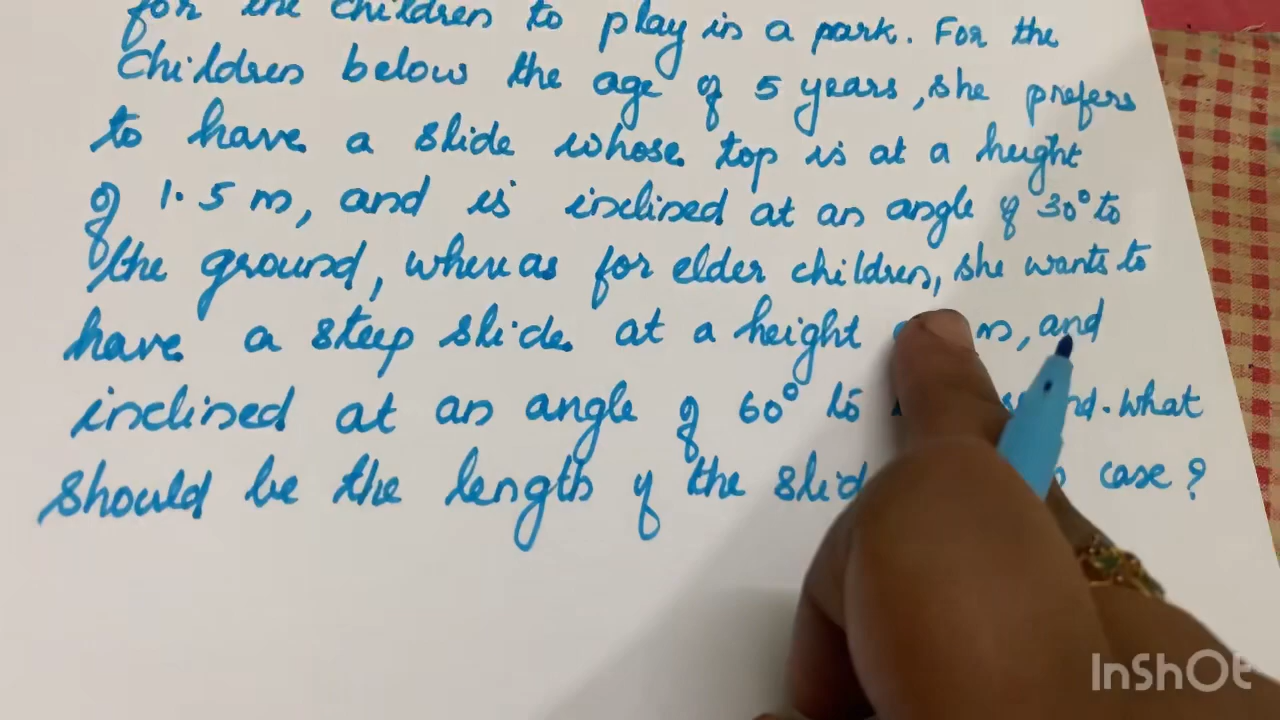 for the children to play in a park. For the
Children below the age of 5 years, she prefers
to have a slide whose top is at a height
of 1.5 m, and is inclined at an angle of 30° to
the ground, where as for elder children, she wants to
have a steep slide at a height m, and
inclined at an angle of 60° to what
should be the length of the case?
InShOt